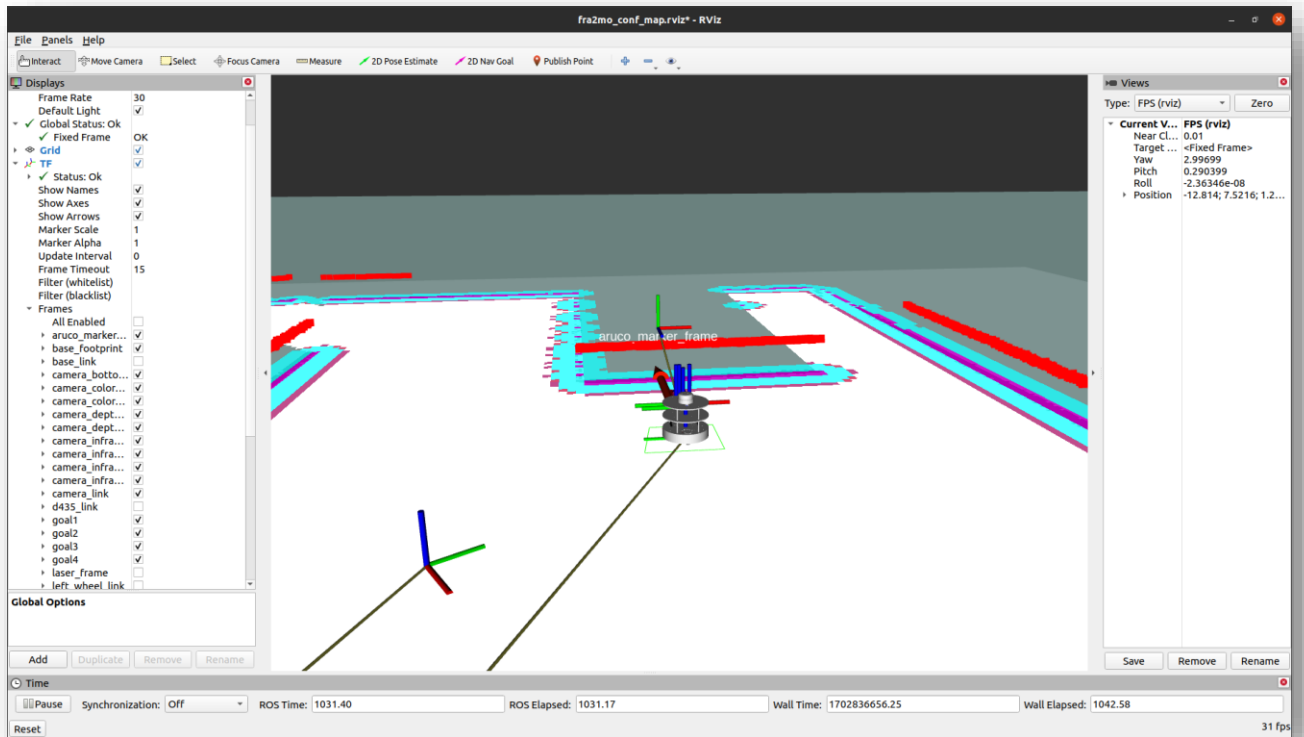 fra2mo_conf_map.rviz* - RViz
File Panels Help
Interact Move Camera Select Focus Camera Measure 2D Pose Estimate 2D Nav Goal Publish Point
Displays
Frame Rate 30
Default Light
Global Status: Ok
Fixed Frame OK
Grid
TF
Status: Ok
Show Names
Show Axes
Show Arrows
Marker Scale 1
Marker Alpha 1
Update Interval 0
Frame Timeout 15
Filter (whitelist)
Filter (blacklist)
Frames
All Enabled
aruco_marker...
base_footprint
base_link
camera_botto...
camera_color...
camera_color...
camera_dept...
camera_dept...
camera_infra...
camera_infra...
camera_infra...
camera_infra...
camera_link
d435_link
goal1
goal2
goal3
goal4
laser_frame
left_wheel_link
Global Options
Add Duplicate Remove Rename
aruco_marker_frame
Views
Type: FPS (rviz) Zero
Current V... FPS (rviz)
Near Cl... 0.01
Target ... <Fixed Frame>
Yaw 2.99699
Pitch 0.290399
Roll -2.36346e-08
Position -12.814; 7.5216; 1.2...
Save Remove Rename
Time
Pause Synchronization: Off ROS Time: 1031.40 ROS Elapsed: 1031.17 Wall Time: 1702836656.25 Wall Elapsed: 1042.58
Reset 31 fps